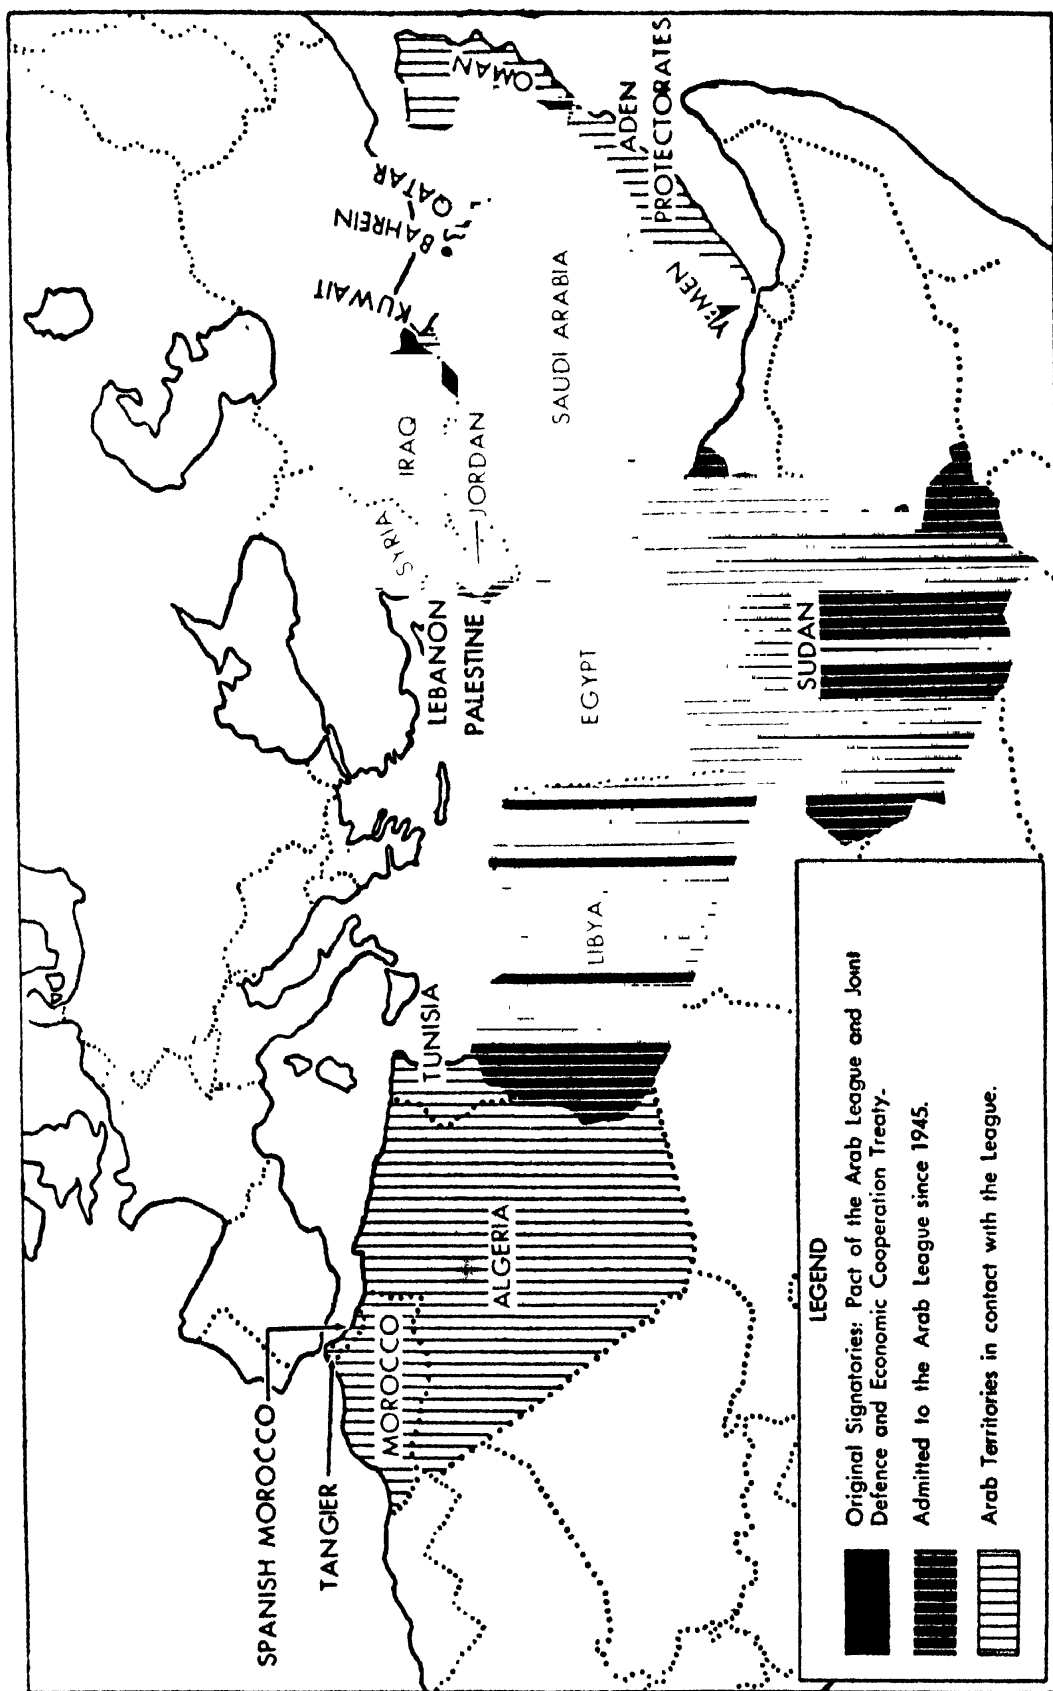 SPANISH MOROCCO
TANGIER
MOROCCO
ALGERIA
TUNISIA
LIBYA
EGYPT
SUDAN
LEBANON
PALESTINE
SYRIA
JORDAN
IRAQ
SAUDI ARABIA
KUWAIT
BAHREIN
QATAR
OMAN
ADEN
PROTECTORATES
YEMEN
LEGEND
Original Signatories: Pact of the Arab League and Joint
Defence and Economic Cooperation Treaty.
Admitted to the Arab League since 1945.
Arab Territories in contact with the League.